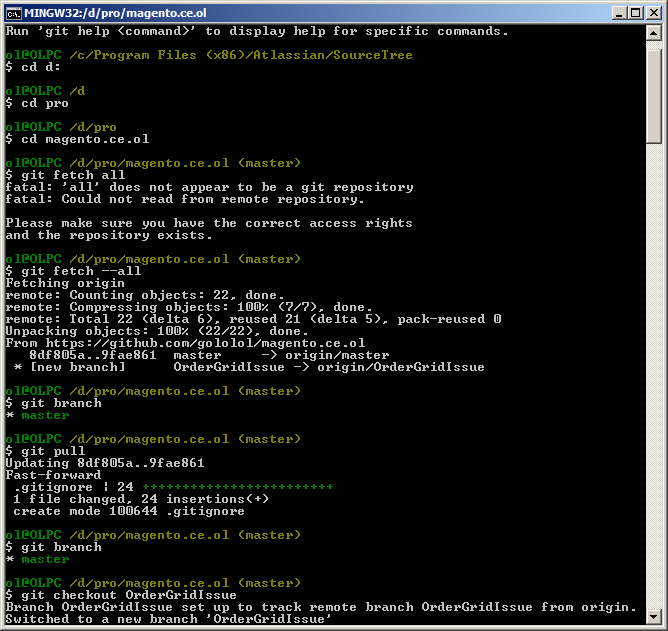 MINGW32:/d/pro/magento.ce.ol
Run 'git help <command>' to display help for specific commands.
ol@OLPC /c/Program Files (x86)/Atlassian/SourceTree
$ cd d:
ol@OLPC /d
$ cd pro
ol@OLPC /d/pro
$ cd magento.ce.ol
ol@OLPC /d/pro/magento.ce.ol (master)
$ git fetch all
fatal: 'all' does not appear to be a git repository
fatal: Could not read from remote repository.
Please make sure you have the correct access rights
and the repository exists.
ol@OLPC /d/pro/magento.ce.ol (master)
$ git fetch --all
Fetching origin
remote: Counting objects: 22, done.
remote: Compressing objects: 100% (7/7), done.
remote: Total 22 (delta 6), reused 21 (delta 5), pack-reused 0
Unpacking objects: 100% (22/22), done.
From https://github.com/gololol/magento.ce.ol
   8df805a..9fae861  master     -> origin/master
 * [new branch]      OrderGridIssue -> origin/OrderGridIssue
ol@OLPC /d/pro/magento.ce.ol (master)
$ git branch
* master
ol@OLPC /d/pro/magento.ce.ol (master)
$ git pull
Updating 8df805a..9fae861
Fast-forward
 .gitignore | 24 ++++++++++++++++++++++++
 1 file changed, 24 insertions(+)
 create mode 100644 .gitignore
ol@OLPC /d/pro/magento.ce.ol (master)
$ git branch
* master
ol@OLPC /d/pro/magento.ce.ol (master)
$ git checkout OrderGridIssue
Branch OrderGridIssue set up to track remote branch OrderGridIssue from origin.
Switched to a new branch 'OrderGridIssue'